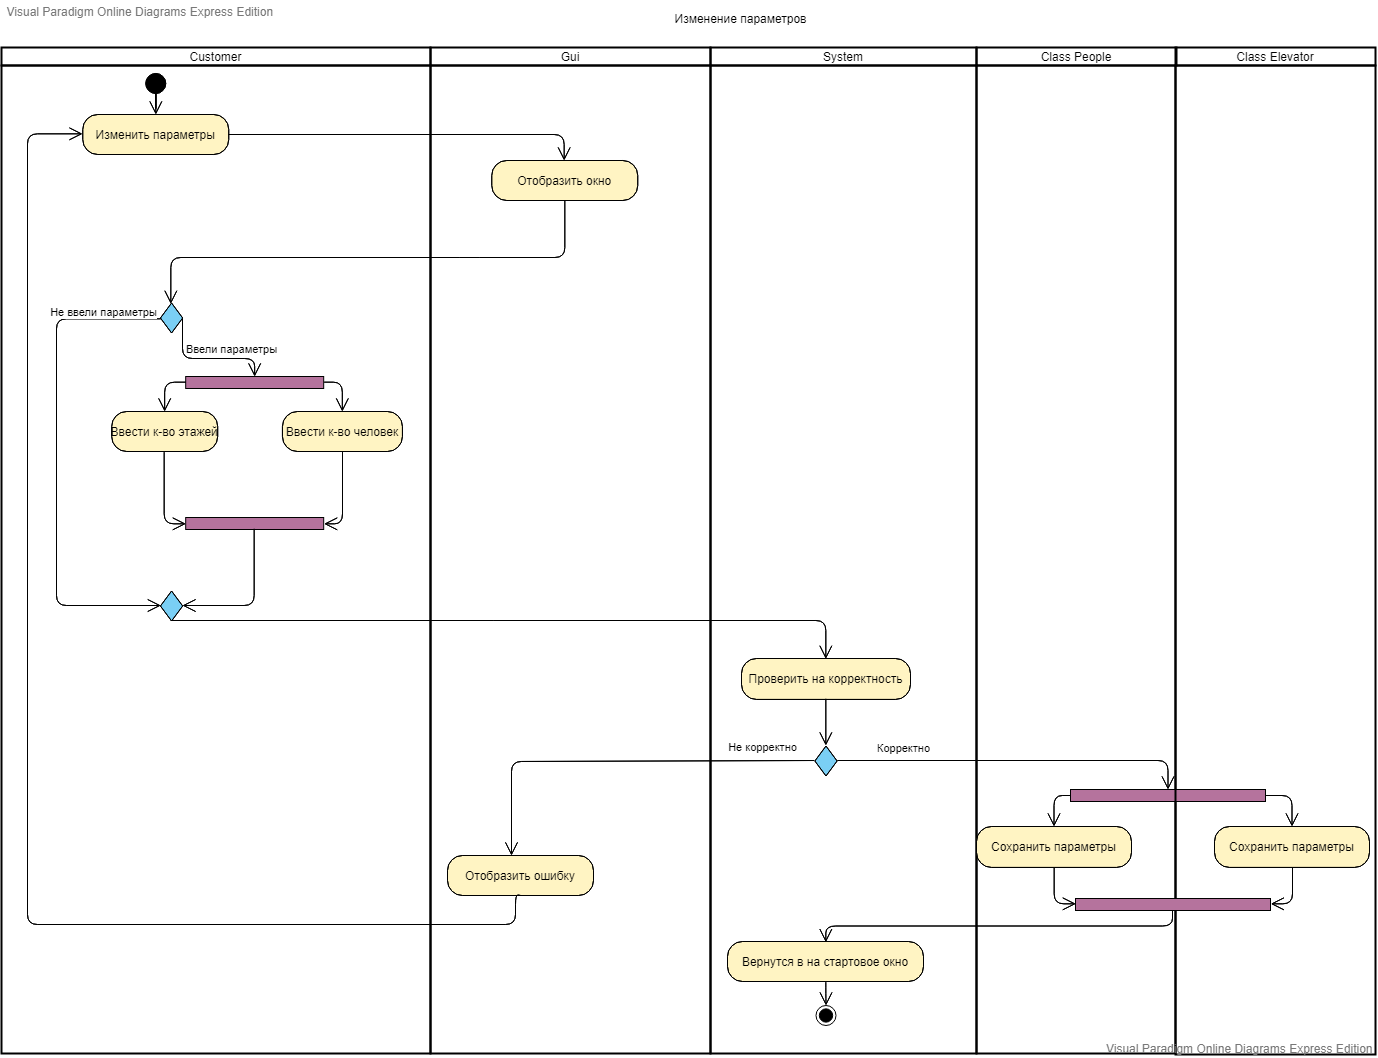 Visual Paradigm Online Diagrams Express Edition
Изменение параметров
Customer
Gui
System
Class People
Class Elevator
Изменить параметры
Отобразить окно
Не ввели параметры
Ввели параметры
Ввести к-во этажей
Ввести к-во человек
Проверить на корректность
Не корректно
Корректно
Сохранить параметры
Сохранить параметры
Отобразить ошибку
Вернутся в на стартовое окно
Visual Paradigm Online Diagrams Express Edition